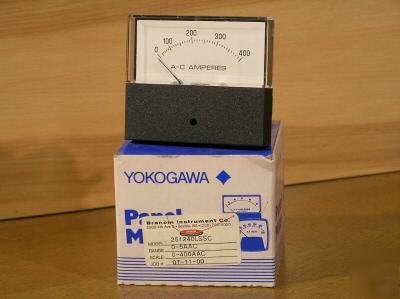 0 100 200 300 400
A-C AMPERES
YOKOGAWA
Panel
Branom Instrument Co.
MODEL 251240LSSC
RANGE 0-5AAC
SCALE 0-400AAC
JOB # 07-11-00